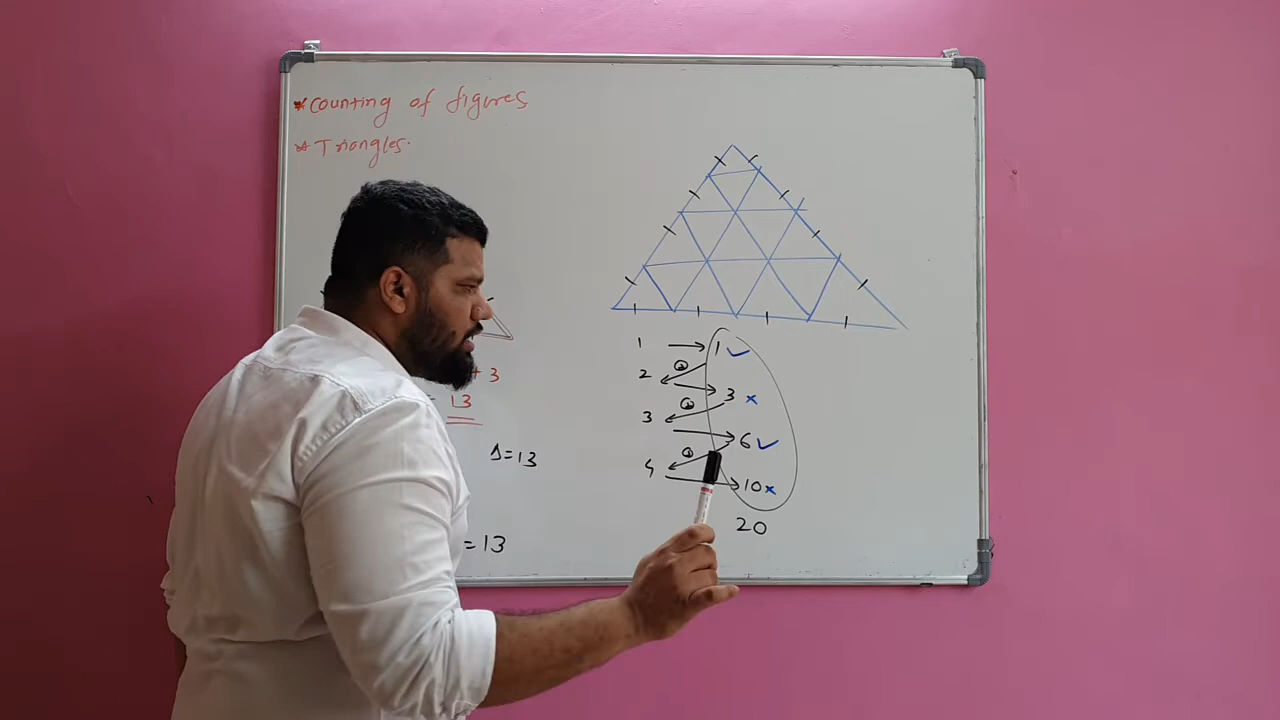 *Counting of figures
* Triangles.
+ 3
= 13
Δ=13
= 13
1 → 1 ✓
2 → 3 ×
3 → 6 ✓
4 → 10 ×
20